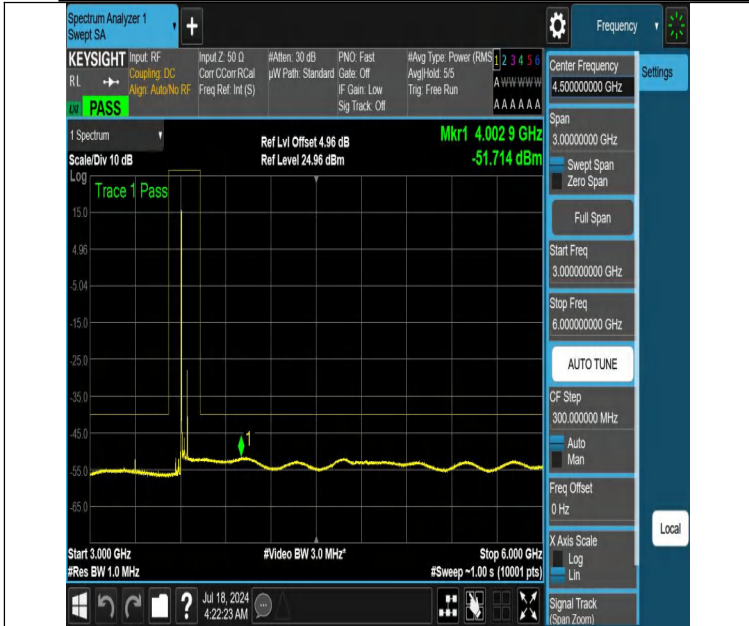 Spectrum Analyzer 1
Swept SA
+
Frequency
KEYSIGHT
Input: RF
Coupling: DC
Align: Auto/No RF
Input Z: 50 Ω
Corr CCorr RCal
Freq Ref: Int (S)
#Atten: 30 dB
µW Path: Standard
PNO: Fast
Gate: Off
IF Gain: Low
Sig Track: Off
#Avg Type: Power (RMS
Avg|Hold: 5/5
Trig: Free Run
1 2 3 4 5 6
A W W W W W
A A A A A A
R L
LXI
PASS
1 Spectrum
Scale/Div 10 dB
Ref Lvl Offset 4.96 dB
Ref Level 24.96 dBm
Mkr1 4.002 9 GHz
-51.714 dBm
Log
Trace 1 Pass
15.0
4.96
-5.04
-15.0
-25.0
-35.0
-45.0
-55.0
-65.0
1
Start 3.000 GHz
#Res BW 1.0 MHz
#Video BW 3.0 MHz*
Stop 6.000 GHz
#Sweep ~1.00 s (10001 pts)
Jul 18, 2024
4:22:23 AM
?
Center Frequency
4.500000000 GHz
Settings
Span
3.00000000 GHz
Swept Span
Zero Span
Full Span
Start Freq
3.000000000 GHz
Stop Freq
6.000000000 GHz
AUTO TUNE
CF Step
300.000000 MHz
Auto
Man
Freq Offset
0 Hz
X Axis Scale
Log
Lin
Local
Signal Track
(Span Zoom)